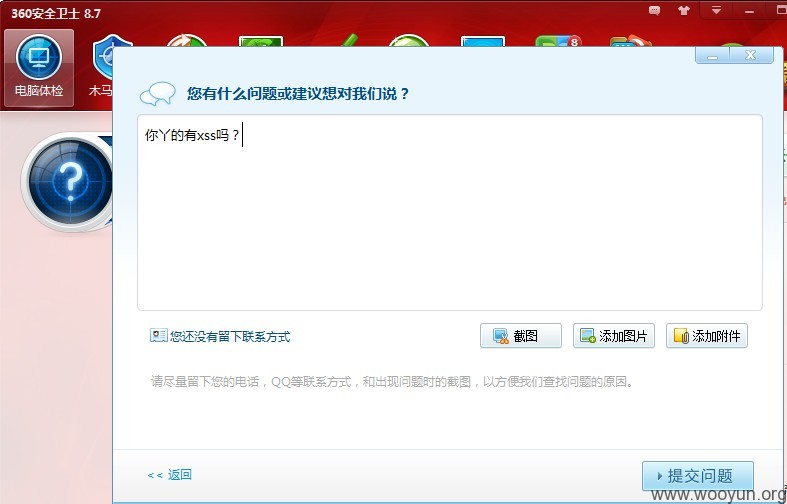 360安全卫士 8.7
8
电脑体检
木马
您有什么问题或建议想对我们说？
你丫的有xss吗？
?
您还没有留下联系方式
截图
添加图片
添加附件
请尽量留下您的电话，QQ等联系方式，和出现问题时的截图，以方便我们查找问题的原因。
<< 返回
提交问题
www.wooyun.org